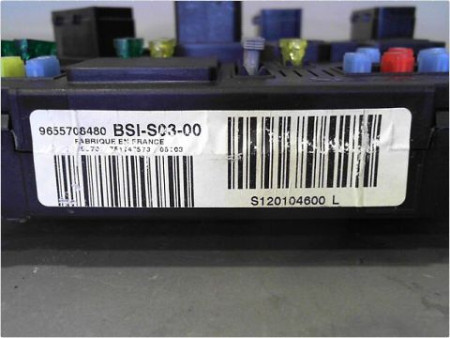 9655708480 BSI-S03-00
FABRIQUE EN FRANCE
S120104600 L